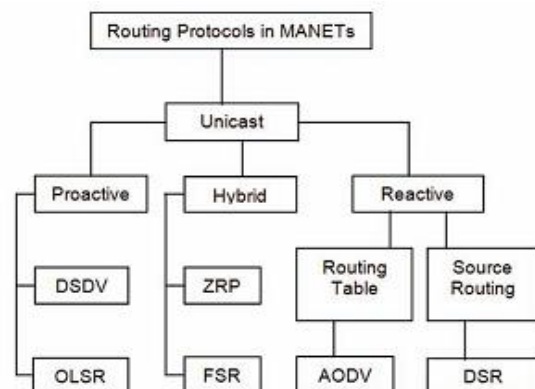 Routing Protocols in MANETs
Unicast
Proactive
Hybrid
Reactive
DSDV
ZRP
Routing
Table
Source
Routing
OLSR
FSR
AODV
DSR